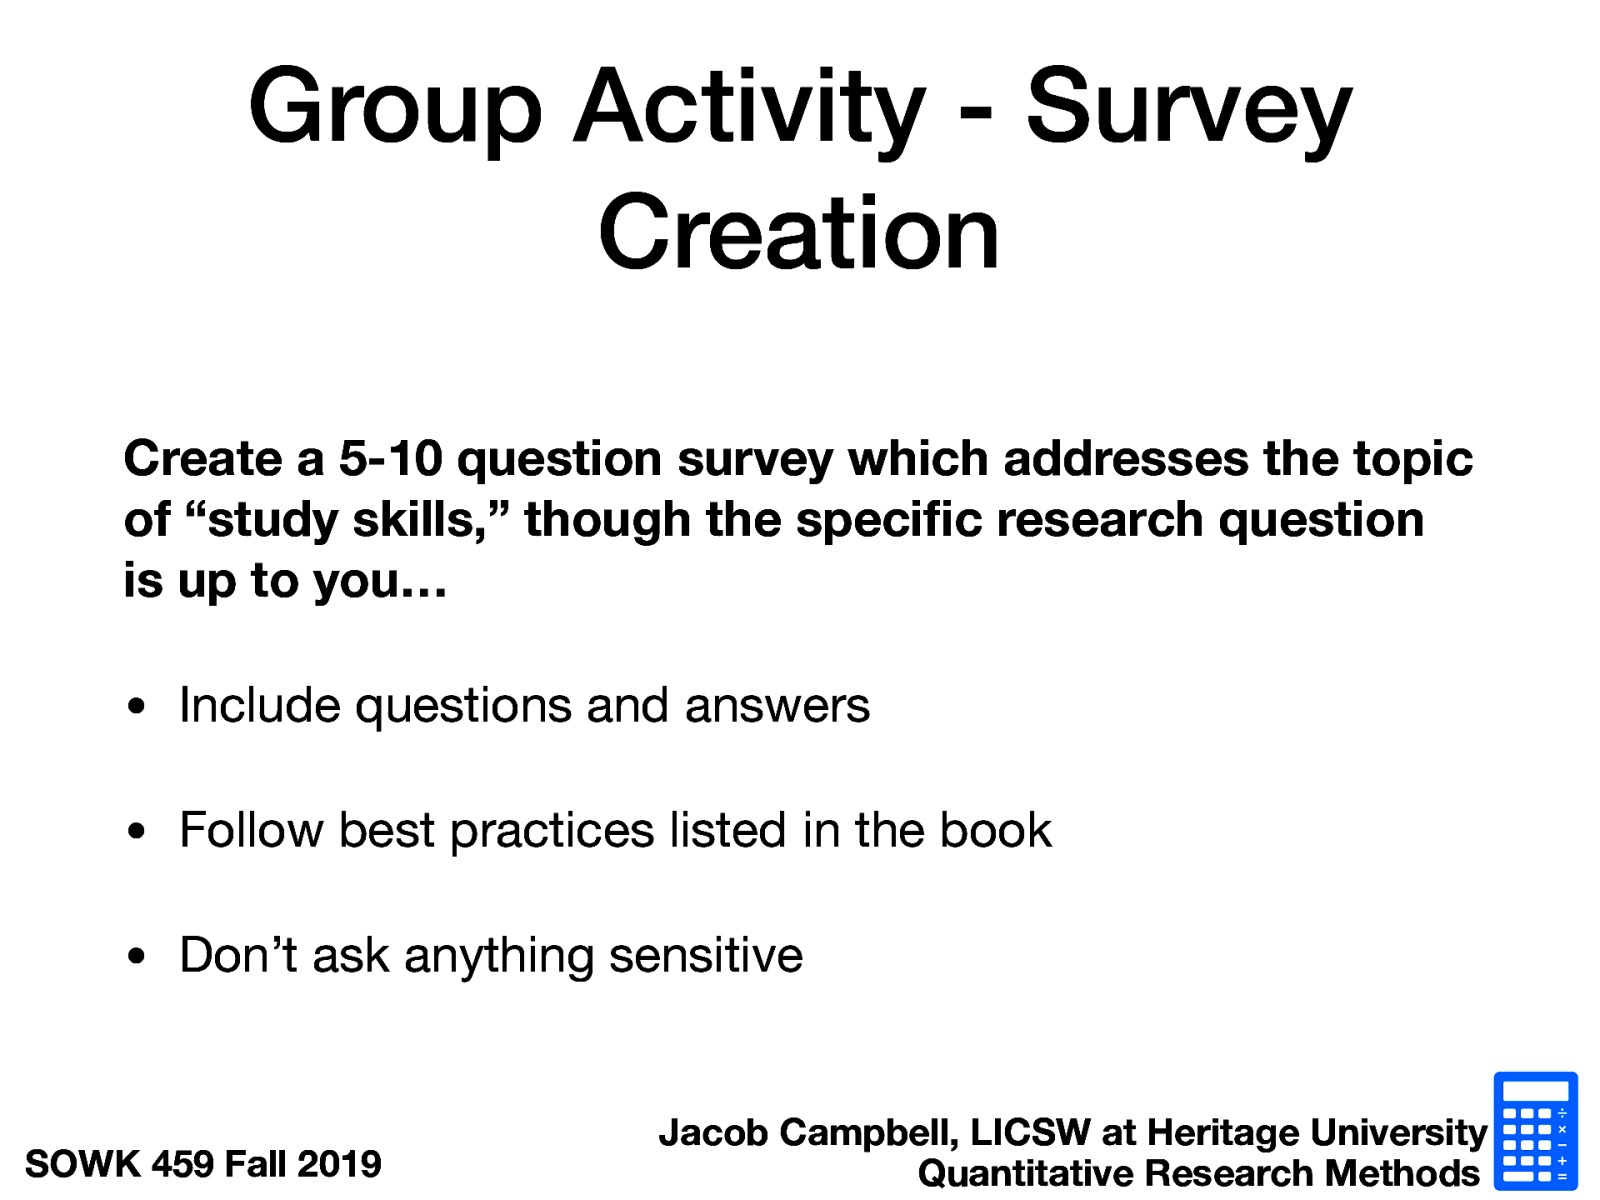 Group Activity - Survey
Creation
Create a 5-10 question survey which addresses the topic
of “study skills,” though the specific research question
is up to you…
• Include questions and answers
• Follow best practices listed in the book
• Don’t ask anything sensitive
SOWK 459 Fall 2019
Jacob Campbell, LICSW at Heritage University
Quantitative Research Methods
÷
×
−
+
=